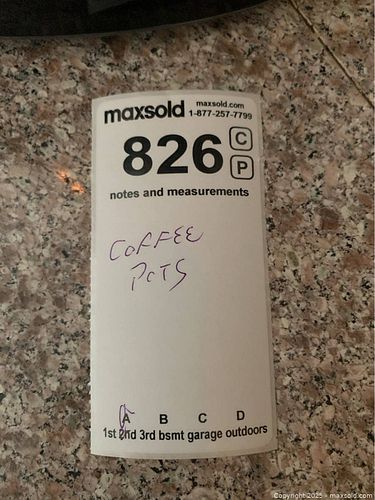 maxsold maxsold.com
1-877-257-7799
826 C
P
notes and measurements
COFFEE
POTS
A B C D
1st 2nd 3rd bsmt garage outdoors
Copyright 2025 - maxsold.com